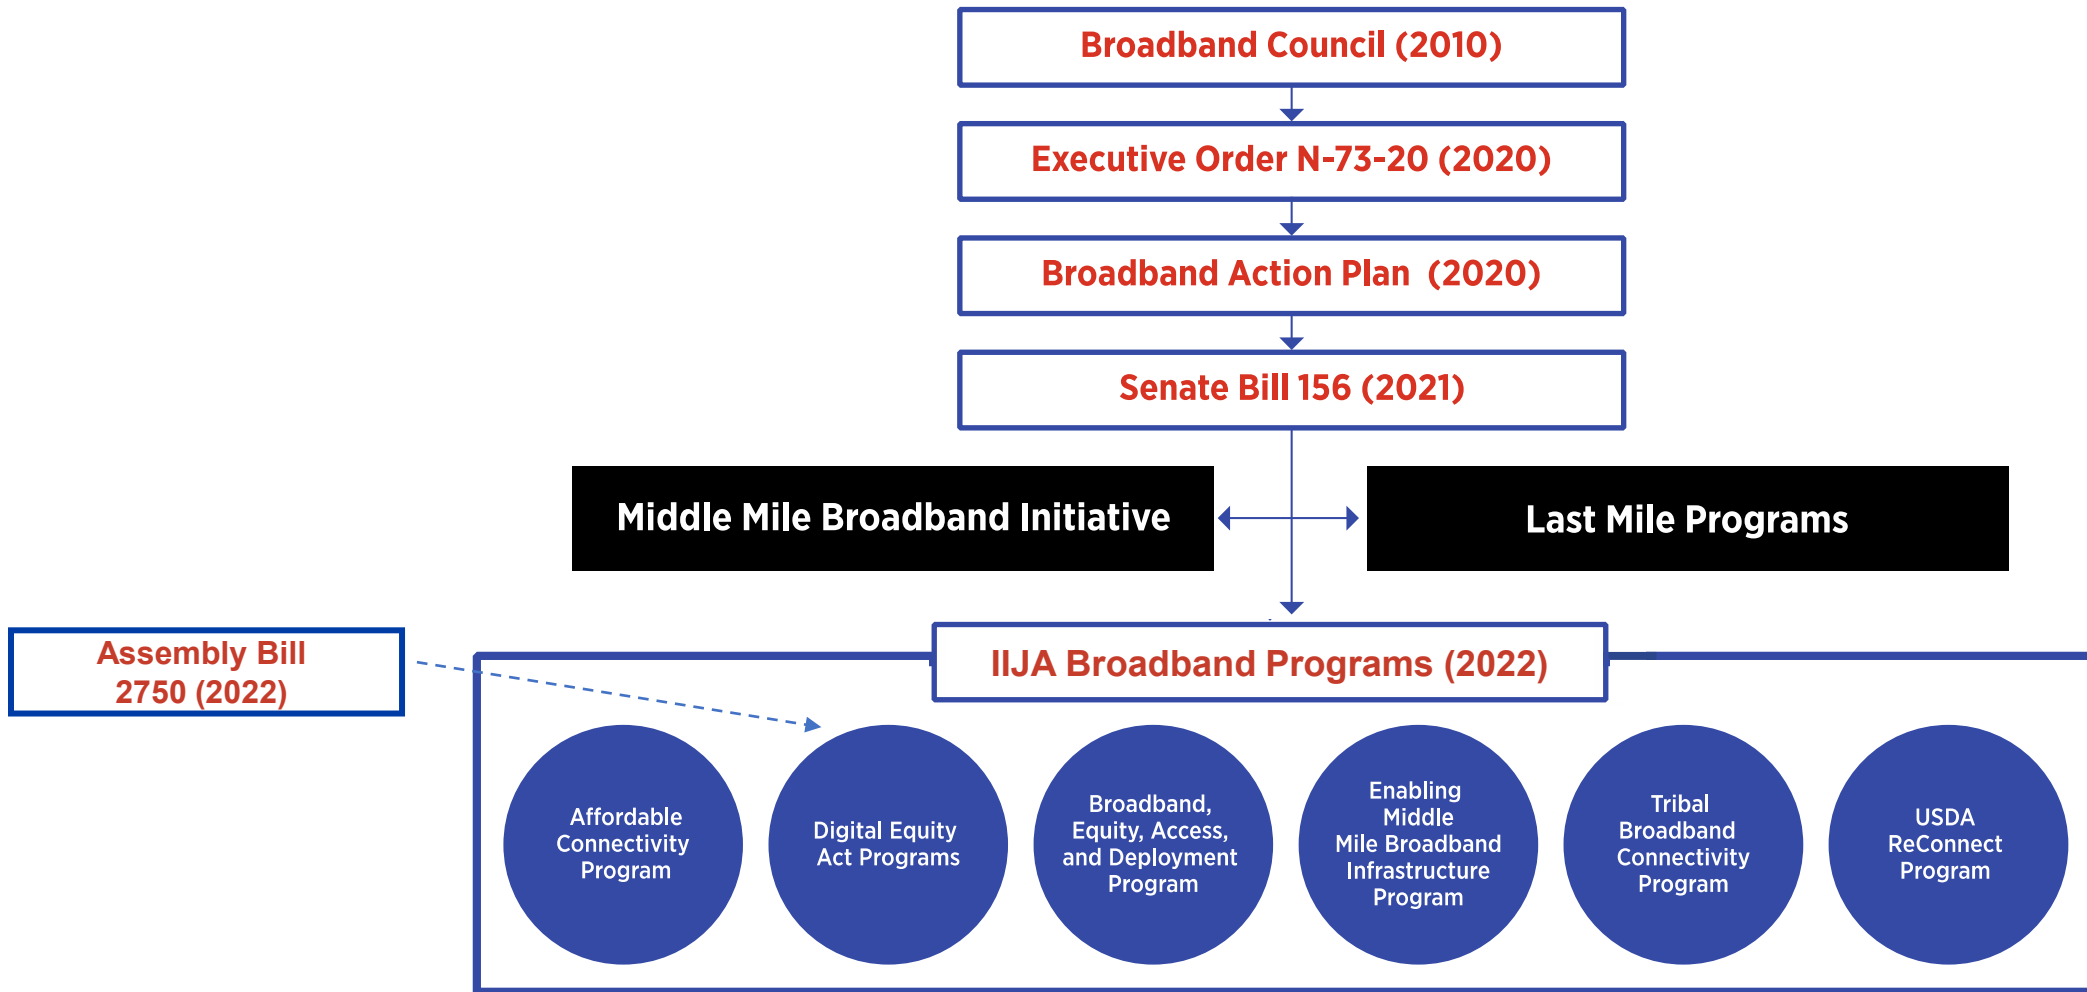 Broadband Council (2010)
Executive Order N-73-20 (2020)
Broadband Action Plan (2020)
Senate Bill 156 (2021)
Middle Mile Broadband Initiative
Last Mile Programs
Assembly Bill
2750 (2022)
IIJA Broadband Programs (2022)
Affordable
Connectivity
Program
Digital Equity
Act Programs
Broadband,
Equity, Access,
and Deployment
Program
Enabling
Middle
Mile Broadband
Infrastructure
Program
Tribal
Broadband
Connectivity
Program
USDA
ReConnect
Program